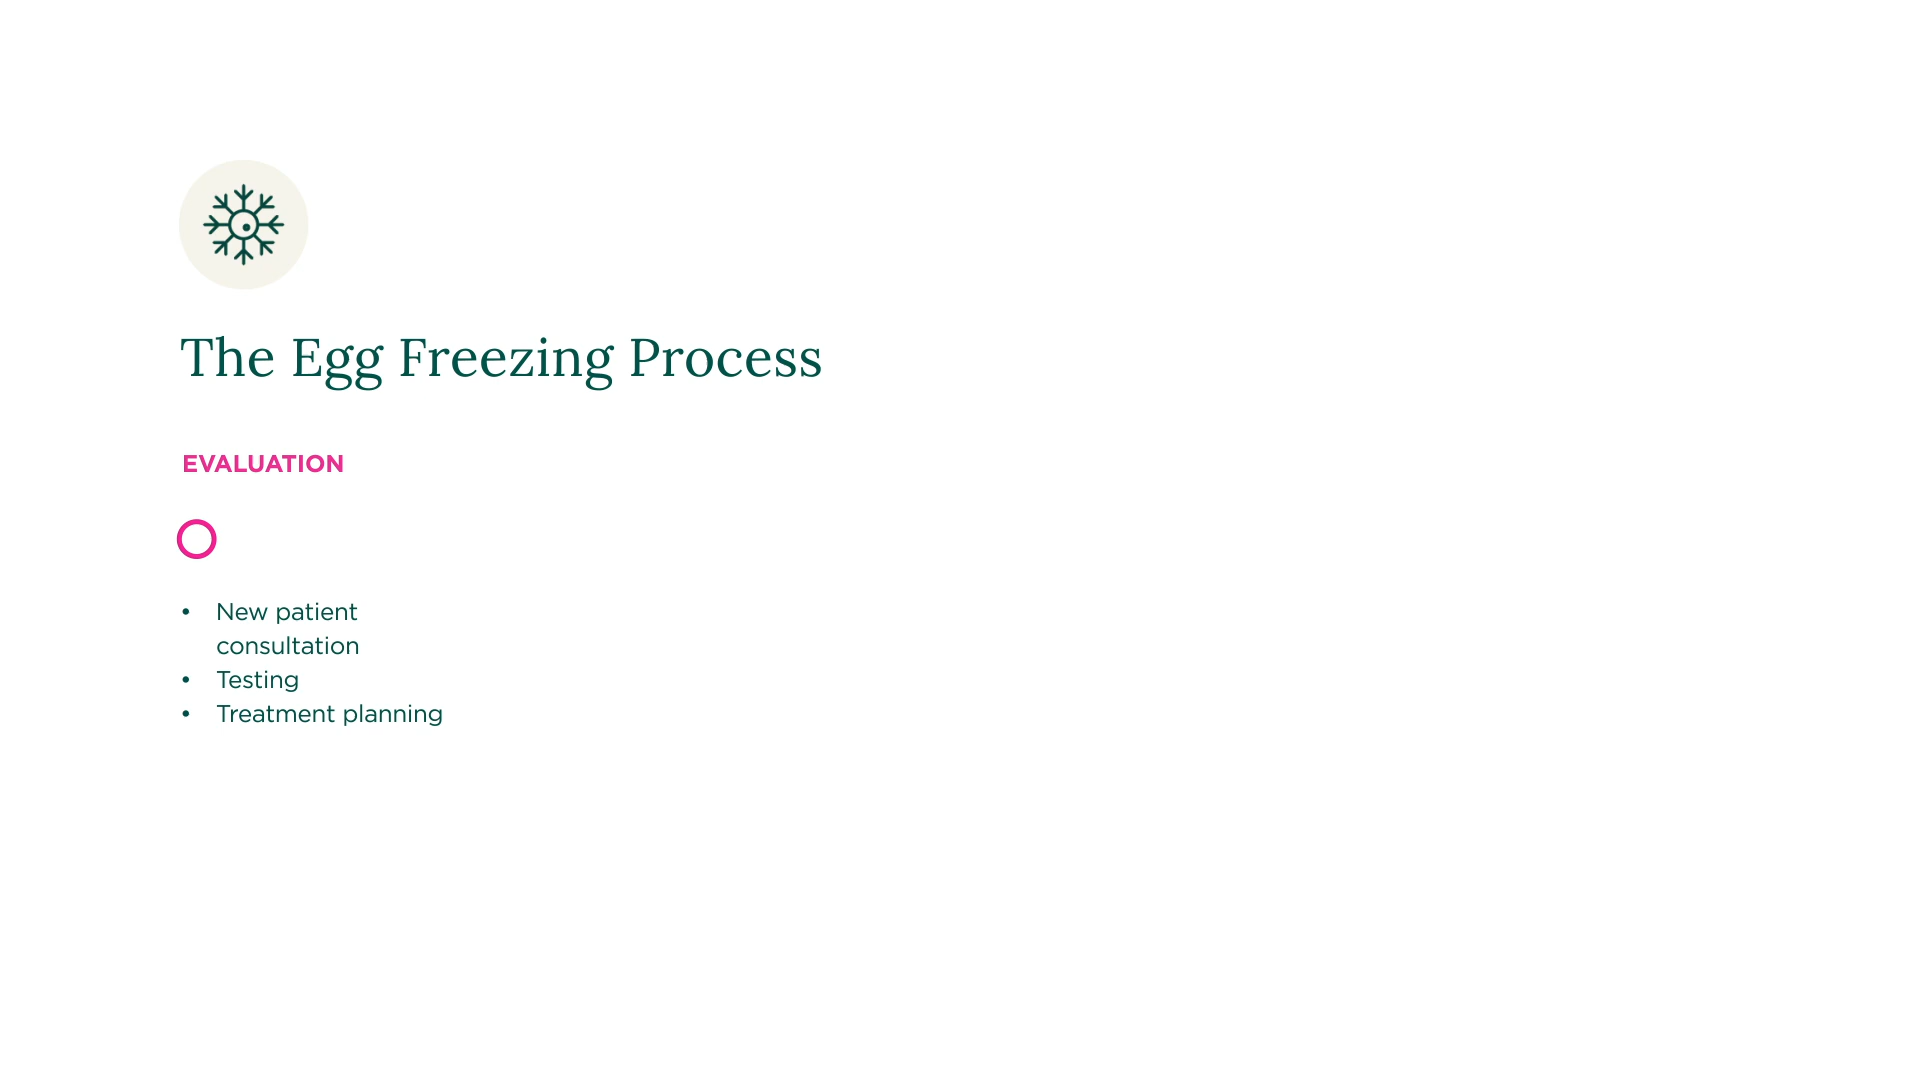 The Egg Freezing Process
EVALUATION
• New patient
consultation
• Testing
• Treatment planning